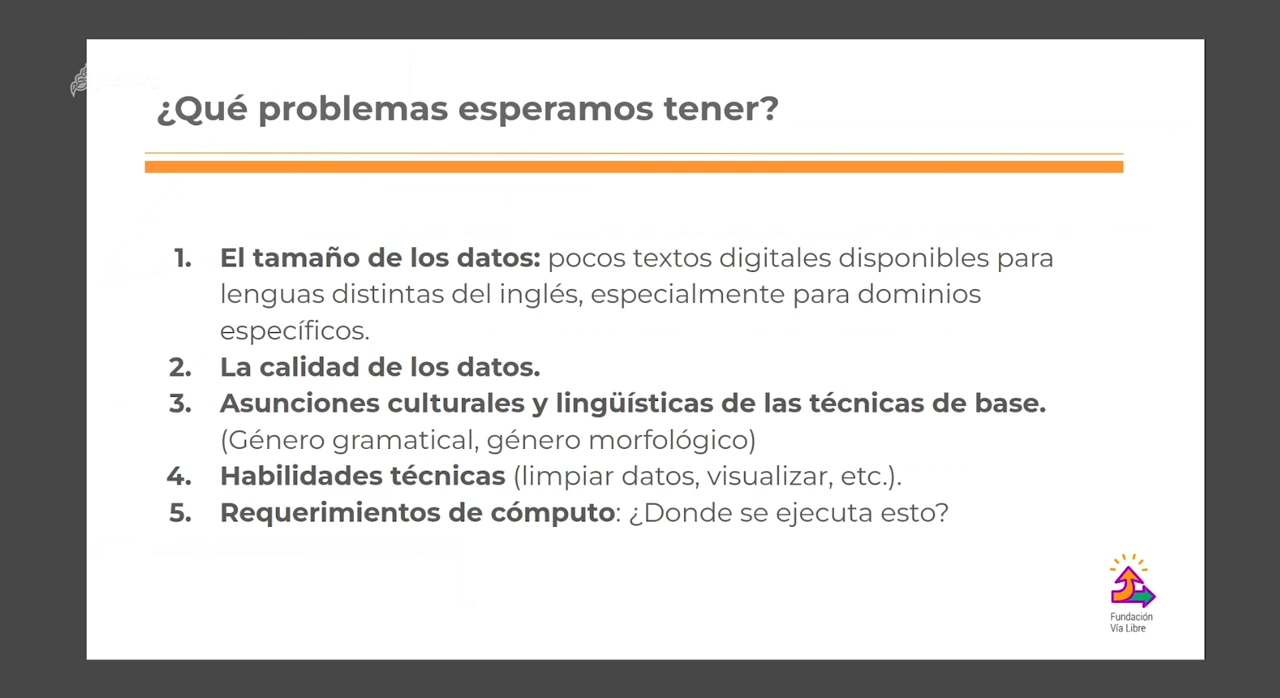 ¿Qué problemas esperamos tener?
1. El tamaño de los datos: pocos textos digitales disponibles para
lenguas distintas del inglés, especialmente para dominios
específicos.
2. La calidad de los datos.
3. Asunciones culturales y lingüísticas de las técnicas de base.
(Género gramatical, género morfológico)
4. Habilidades técnicas (limpiar datos, visualizar, etc.).
5. Requerimientos de cómputo: ¿Donde se ejecuta esto?
Fundación
Vía Libre